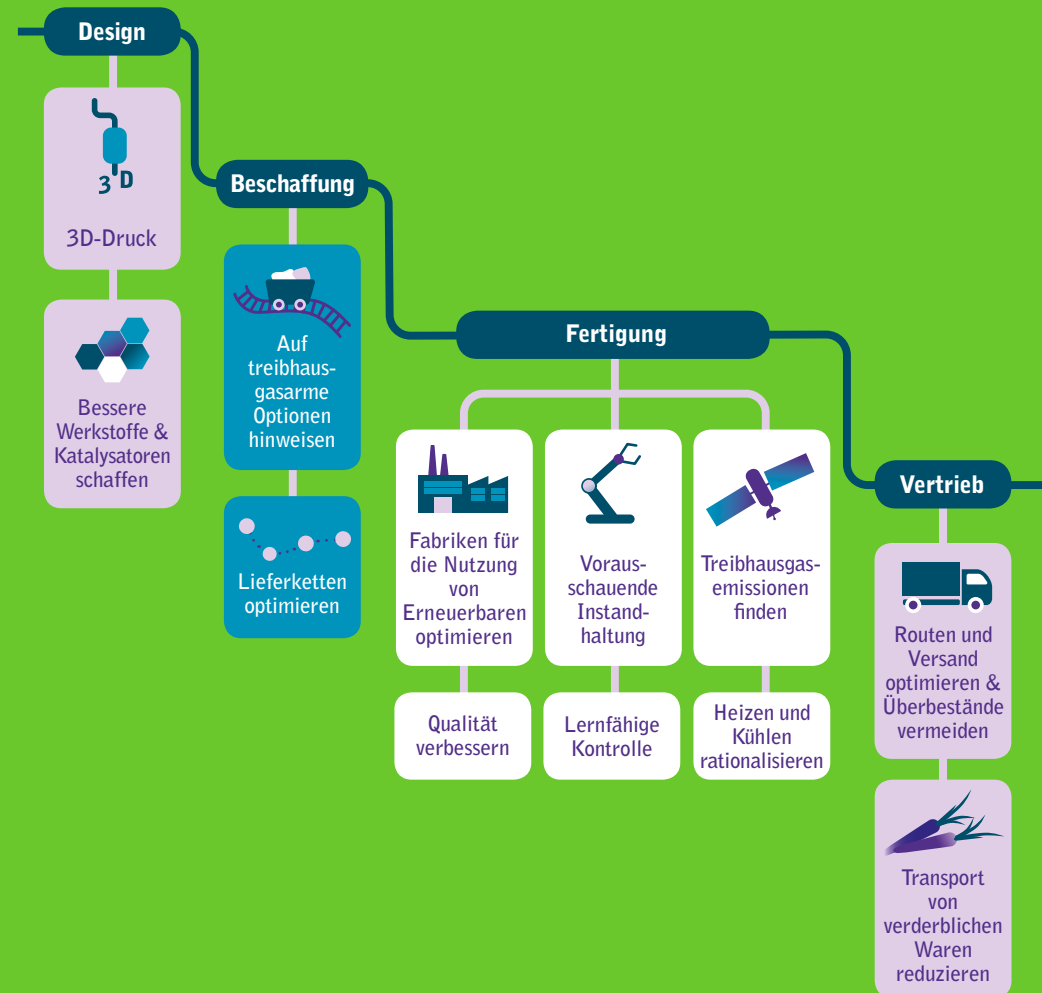 Design
3D
3D-Druck
Bessere
Werkstoffe &
Katalysatoren
schaffen
Beschaffung
Auf
treibhaus-
gasarme
Optionen
hinweisen
Lieferketten
optimieren
Fertigung
Fabriken für
die Nutzung
von
Erneuerbaren
optimieren
Qualität
verbessern
Voraus-
schauende
Instand-
haltung
Lernfähige
Kontrolle
Treibhausgas-
emissionen
finden
Heizen und
Kühlen
rationalisieren
Vertrieb
Routen und
Versand
optimieren &
Überbestände
vermeiden
Transport
von
verderblichen
Waren
reduzieren